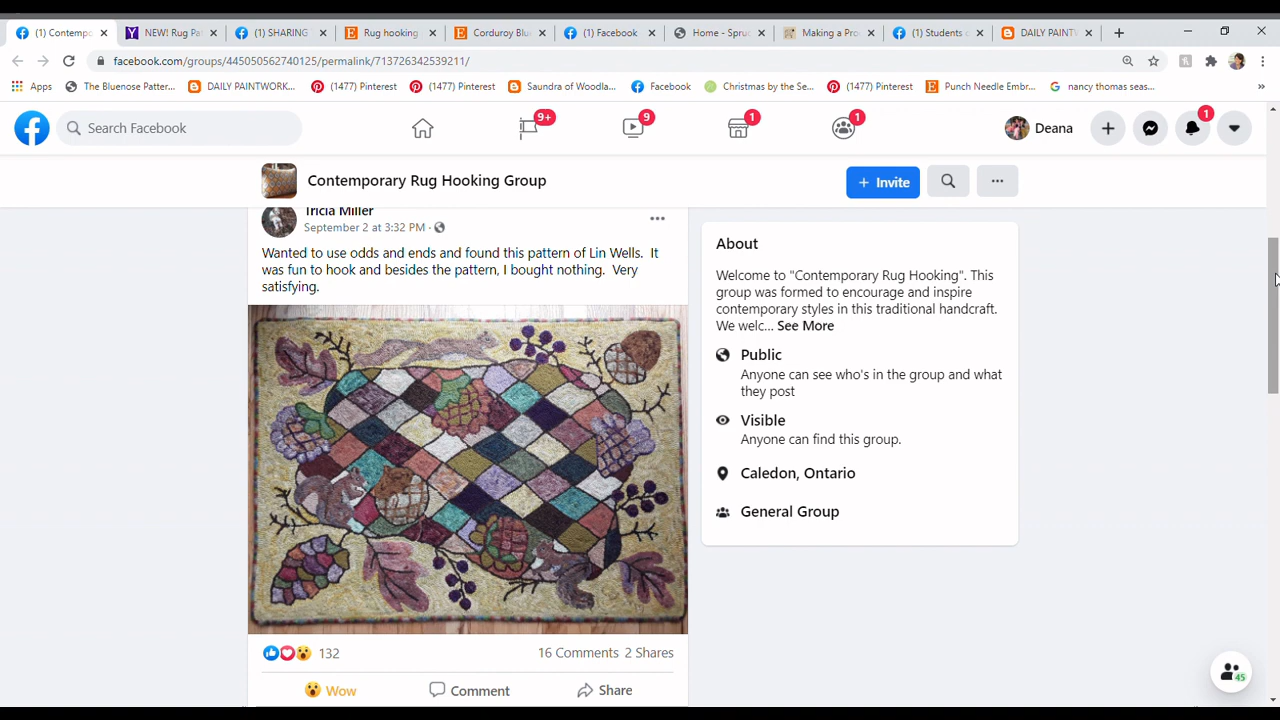 (1) Contempo
NEW! Rug Pa
(1) SHARING
Rug hooking
Corduroy Blu
(1) Facebook
Home - Spru
Making a Pro
(1) Students
DAILY PAINT
facebook.com/groups/445050562740125/permalink/713726342539211/
Apps
The Bluenose Patter...
DAILY PAINTWORK...
(1477) Pinterest
(1477) Pinterest
Saundra of Woodla...
Facebook
Christmas by the Se...
(1477) Pinterest
Punch Needle Embr...
nancy thomas seas...
»
Search Facebook
9+
9
1
1
Deana
1
Contemporary Rug Hooking Group
+ Invite
Tricia Miller
September 2 at 3:32 PM ·
Wanted to use odds and ends and found this pattern of Lin Wells. It
was fun to hook and besides the pattern, I bought nothing. Very
satisfying.
132
16 Comments 2 Shares
Wow
Comment
Share
About
Welcome to "Contemporary Rug Hooking". This
group was formed to encourage and inspire
contemporary styles in this traditional handcraft.
We welc... See More
Public
Anyone can see who's in the group and what
they post
Visible
Anyone can find this group.
Caledon, Ontario
General Group
45